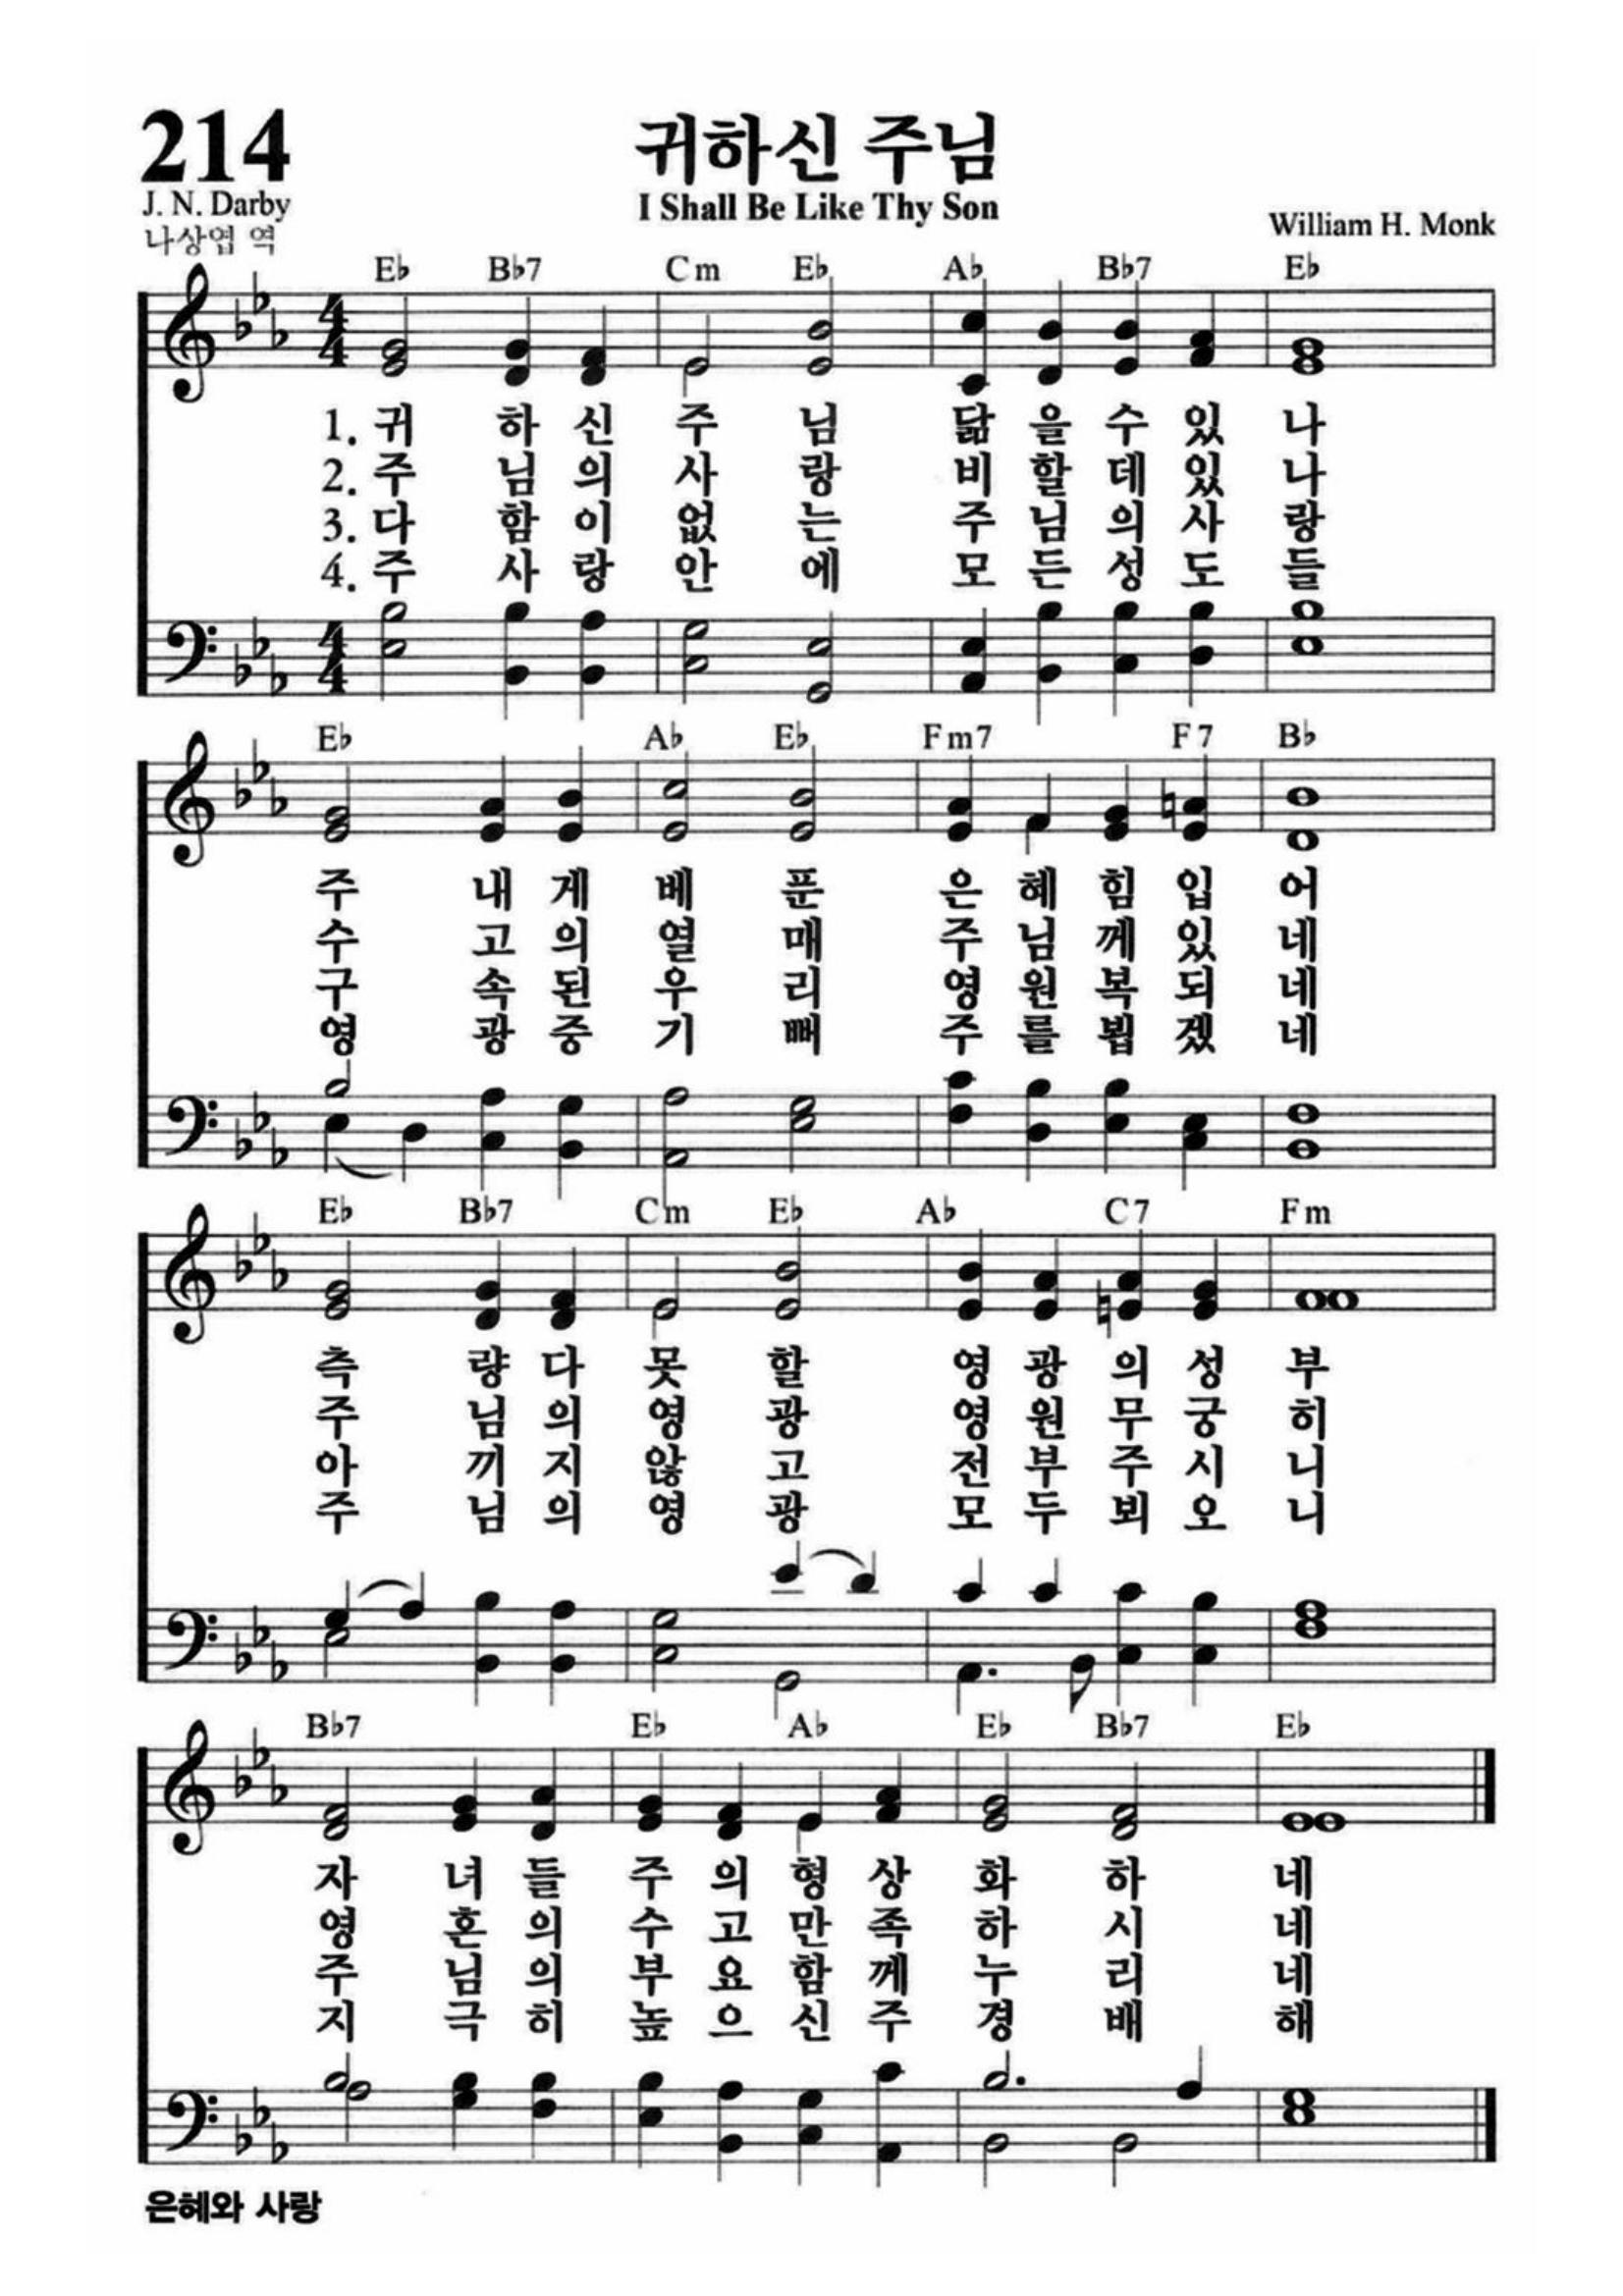 214
귀하신 주님
I Shall Be Like Thy Son
J. N. Darby
나상엽 역
William H. Monk
E♭ B♭7 Cm E♭ A♭ B♭7 E♭
1. 귀 하 신 주 님 닮 을 수 있 나
2. 주 님 의 사 랑 비 할 데 있 나
3. 다 함 이 없 는 주 님 의 사 랑
4. 주 사 랑 안 에 모 든 성 도 들
E♭ A♭ E♭ Fm7 F7 B♭
주 내 게 베 푼 은 혜 힘 입 어
수 고 의 열 매 주 님 께 있 네
구 속 된 우 리 영 원 복 되 네
영 광 중 기 뻐 주 를 뵙 겠 네
E♭ B♭7 Cm E♭ A♭ C7 Fm
측 량 다 못 할 영 광 의 성 부
주 님 의 영 광 영 원 무 궁 히
아 끼 지 않 고 전 부 주 시 니
주 님 의 영 광 모 두 뵈 오 니
B♭7 E♭ A♭ E♭ B♭7 E♭
자 녀 들 주 의 형 상 화 하 네
영 혼 의 수 고 만 족 하 시 네
주 님 의 부 요 함 께 누 리 네
지 극 히 높 으 신 주 경 배 해
은혜와 사랑